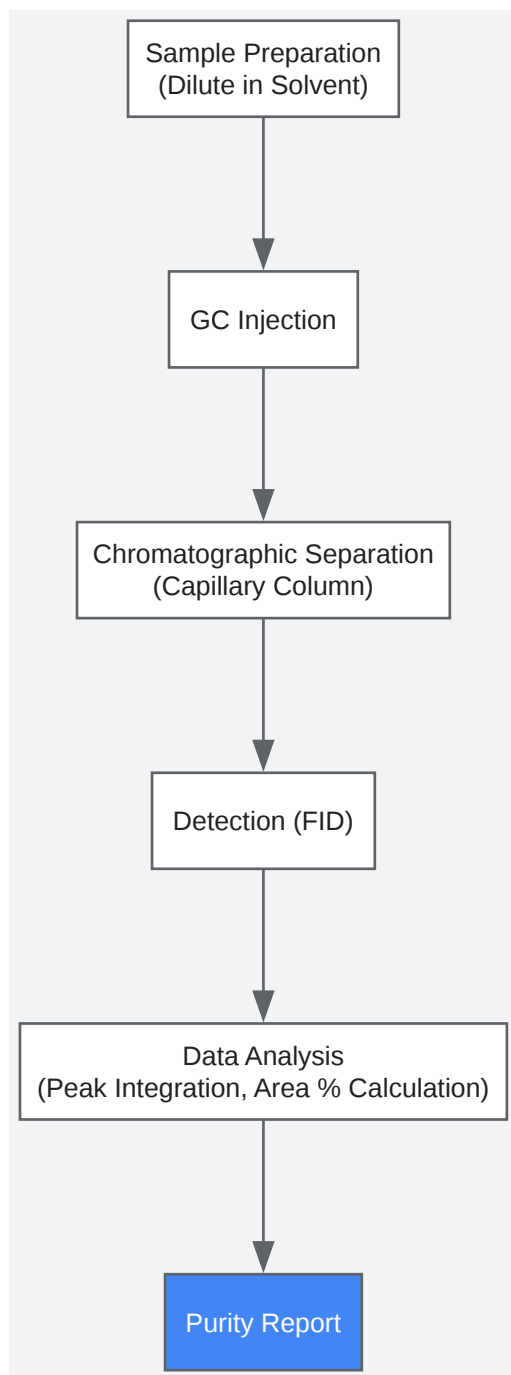 Sample Preparation
(Dilute in Solvent)
GC Injection
Chromatographic Separation
(Capillary Column)
Detection (FID)
Data Analysis
(Peak Integration, Area % Calculation)
Purity Report